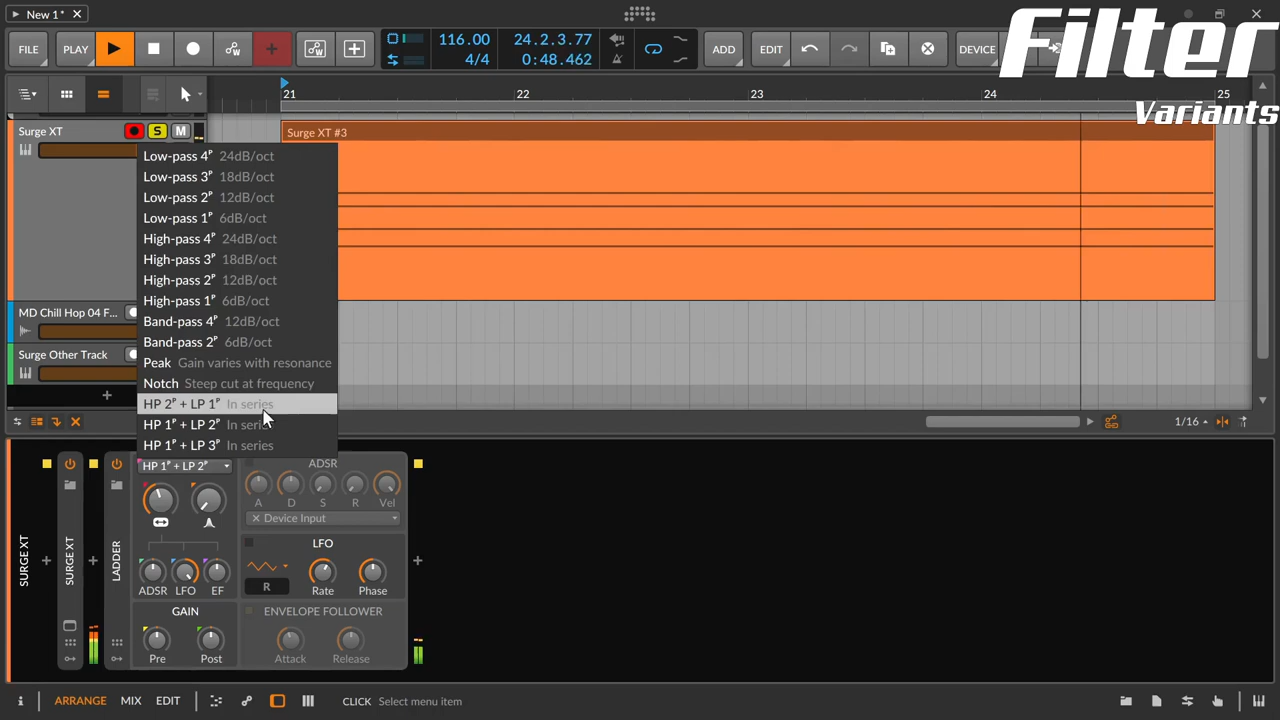 New 1*
Filter
Variants
FILE PLAY 116.00 4/4 24.2.3.77 0:48.462 ADD EDIT DEVICE
21 22 23 24 25
Surge XT S M
Surge XT #3
Low-pass 4ᴾ 24dB/oct
Low-pass 3ᴾ 18dB/oct
Low-pass 2ᴾ 12dB/oct
Low-pass 1ᴾ 6dB/oct
High-pass 4ᴾ 24dB/oct
High-pass 3ᴾ 18dB/oct
High-pass 2ᴾ 12dB/oct
High-pass 1ᴾ 6dB/oct
Band-pass 4ᴾ 12dB/oct
Band-pass 2ᴾ 6dB/oct
Peak Gain varies with resonance
Notch Steep cut at frequency
HP 2ᴾ + LP 1ᴾ In series
HP 1ᴾ + LP 2ᴾ In series
HP 1ᴾ + LP 3ᴾ In series
MD Chill Hop 04 F...
Surge Other Track
1/16
SURGE XT
SURGE XT
LADDER
HP 1ᴾ + LP 2ᴾ
ADSR LFO EF
GAIN
Pre Post
ADSR
A D S R Vel
Device Input
LFO
R Rate Phase
ENVELOPE FOLLOWER
Attack Release
ARRANGE MIX EDIT CLICK Select menu item